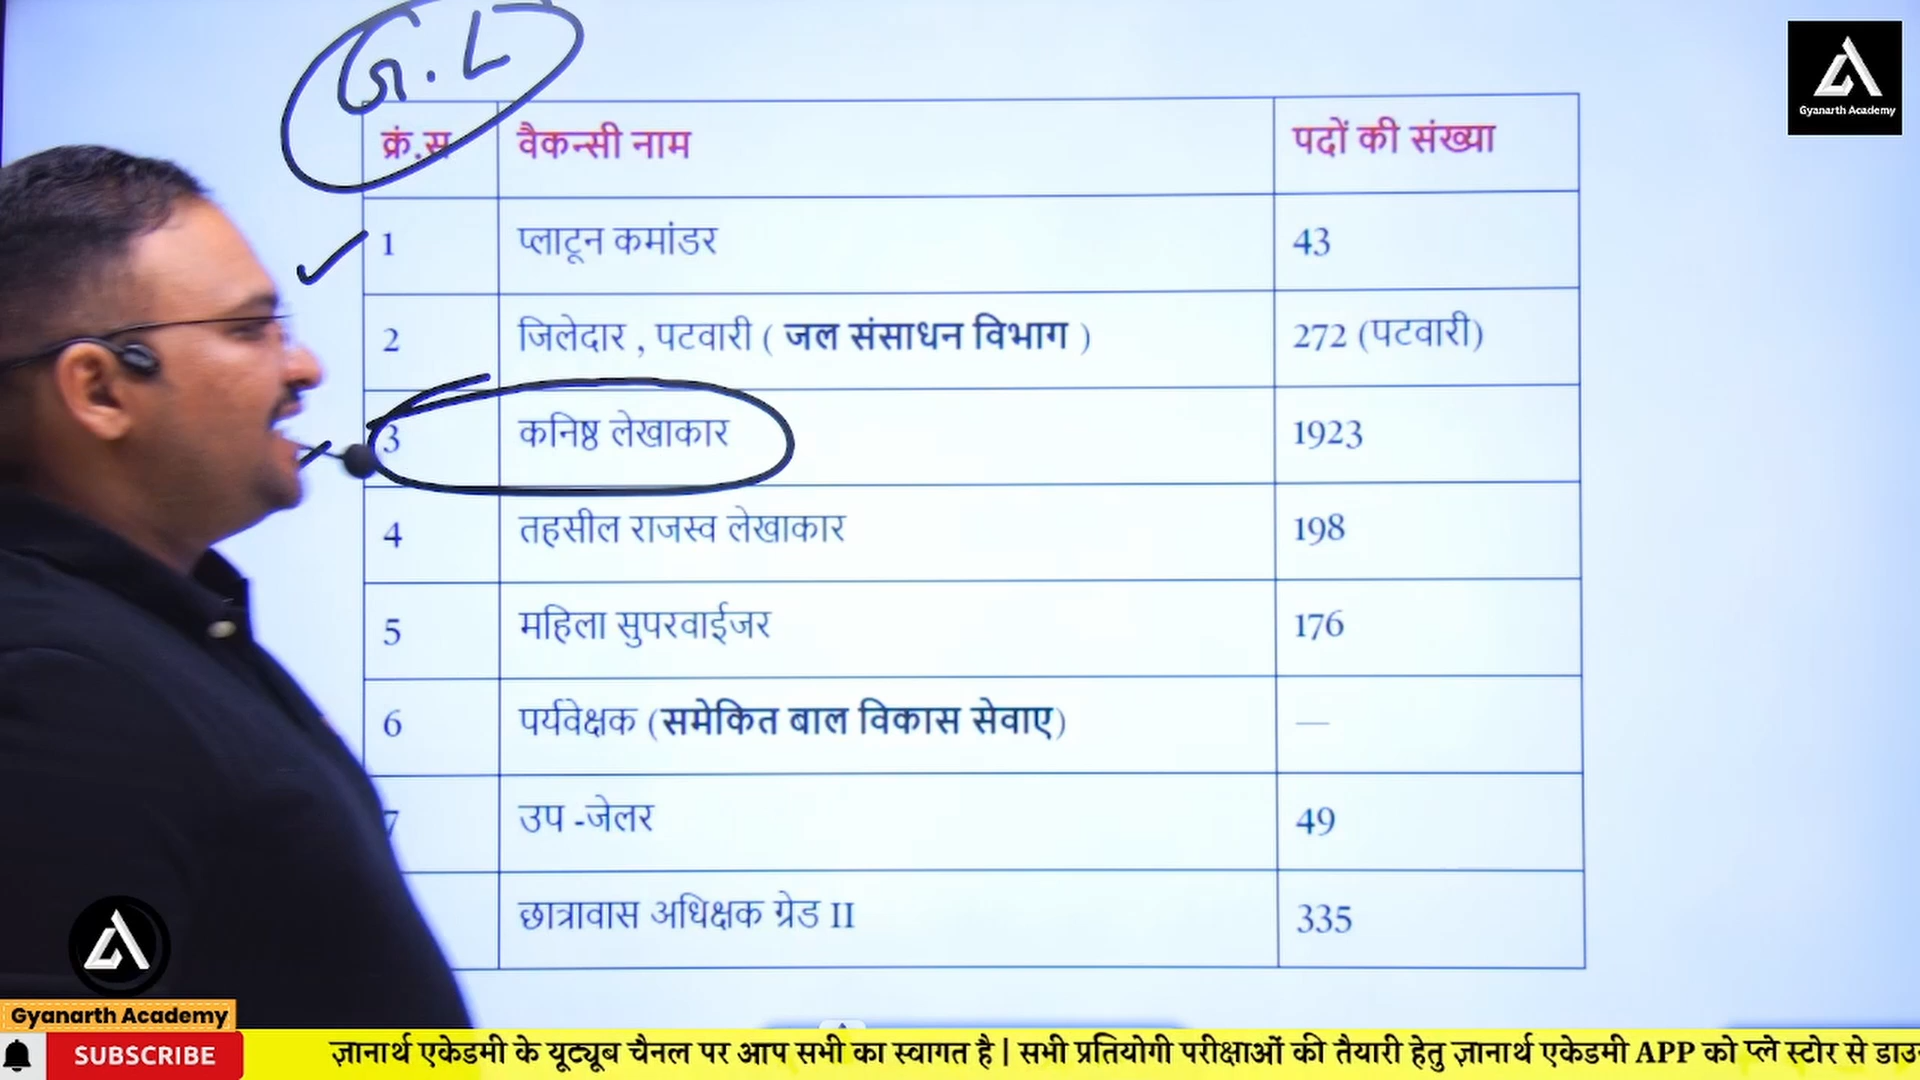 G.L
Gyanarth Academy
क्रं.स वैकन्सी नाम पदों की संख्या
1 प्लाटून कमांडर 43
2 जिलेदार , पटवारी ( जल संसाधन विभाग ) 272 (पटवारी)
3 कनिष्ठ लेखाकार 1923
4 तहसील राजस्व लेखाकार 198
5 महिला सुपरवाईजर 176
6 पर्यवेक्षक (समेकित बाल विकास सेवाए) —
7 उप -जेलर 49
छात्रावास अधिक्षक ग्रेड II 335
Gyanarth Academy
SUBSCRIBE
ज्ञानार्थ एकेडमी के यूट्यूब चैनल पर आप सभी का स्वागत है | सभी प्रतियोगी परीक्षाओं की तैयारी हेतु ज्ञानार्थ एकेडमी APP को प्ले स्टोर से